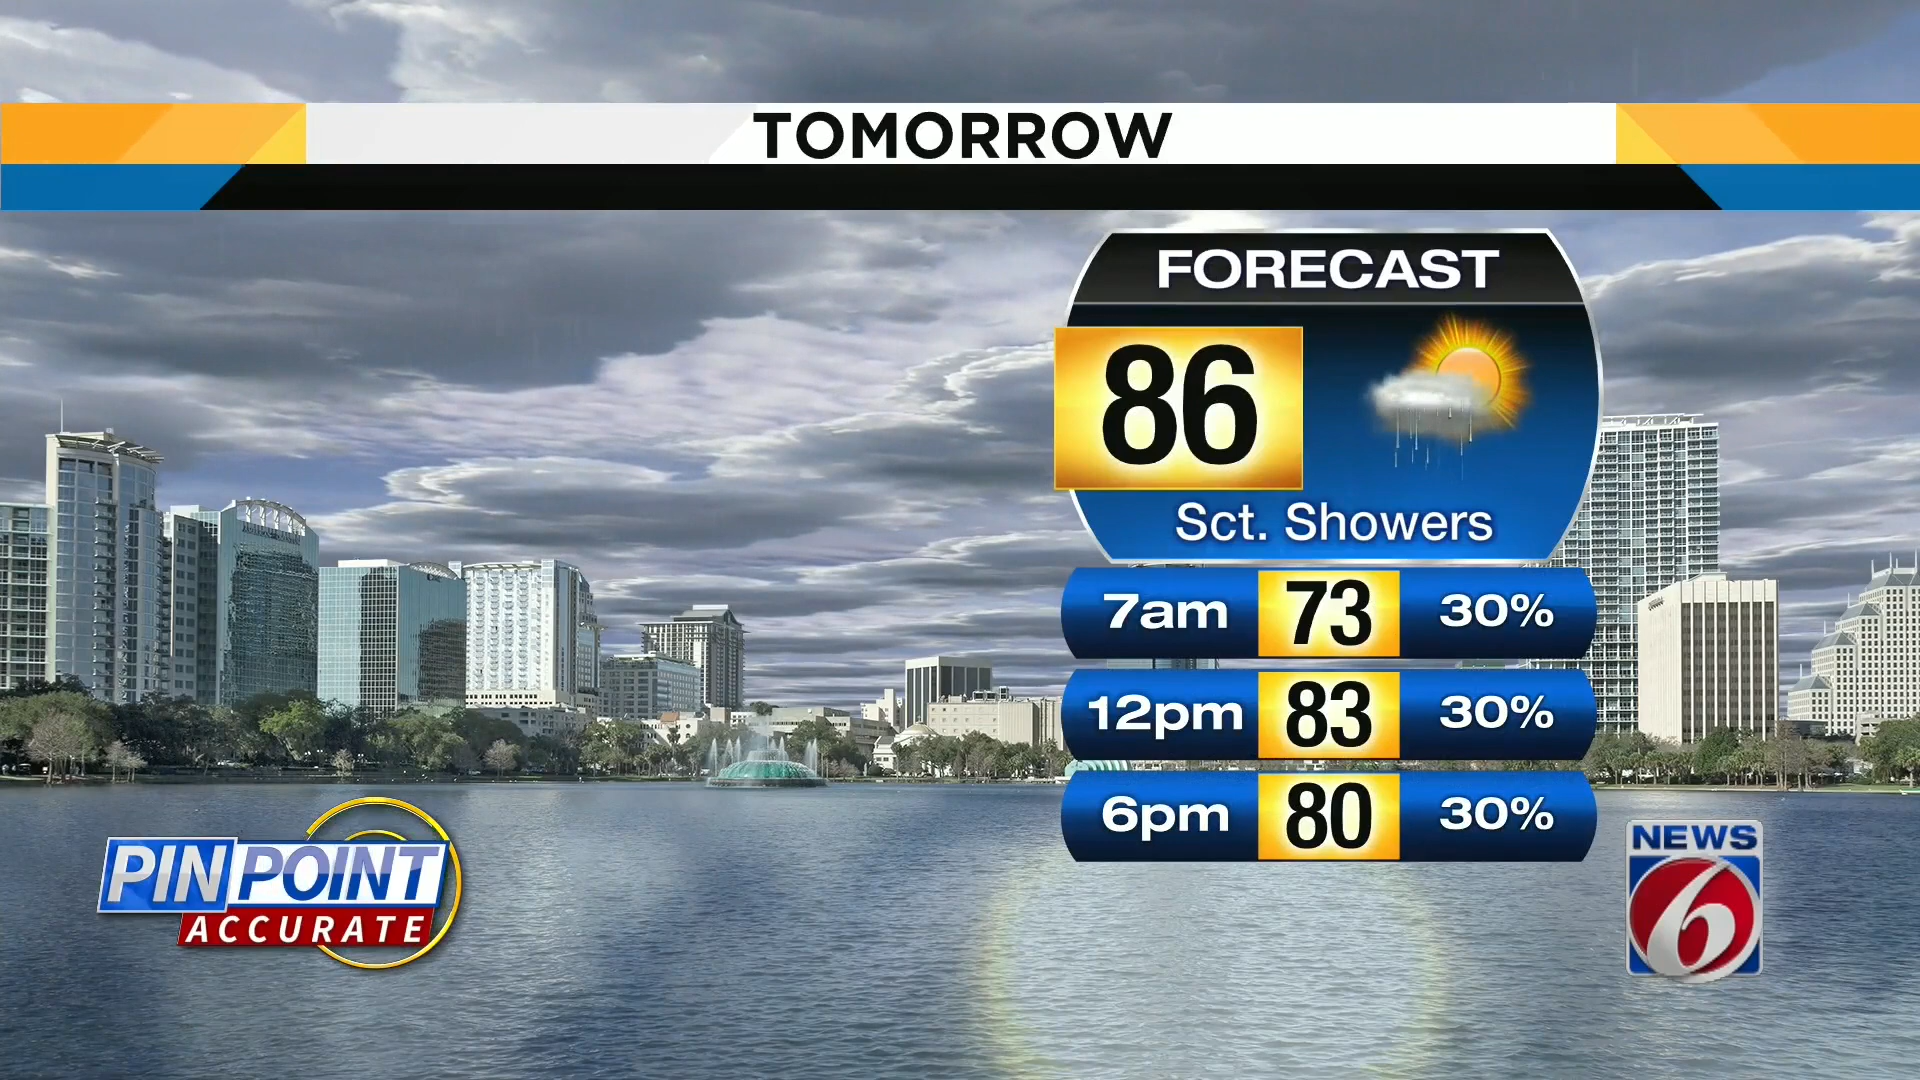 TOMORROW
FORECAST
86
Sct. Showers
7am 73 30%
12pm 83 30%
6pm 80 30%
PINPOINT
ACCURATE
NEWS
6